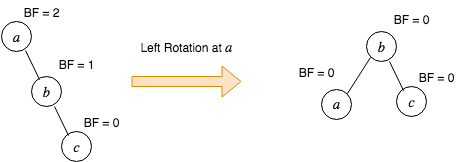 BF = 2
a
BF = 1
b
BF = 0
c
Left Rotation at a
BF = 0
b
BF = 0
a
BF = 0
c